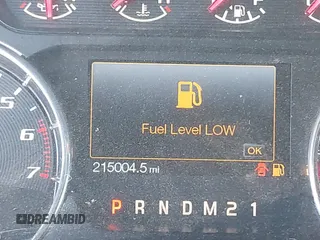 Fuel Level LOW
OK
215004.5 mi
5
6
7
P R N D M 2 1
DREAMBID